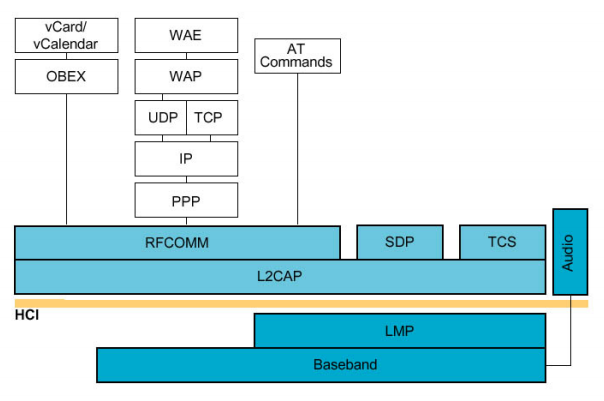 vCard/
vCalendar
OBEX
WAE
WAP
UDP
TCP
IP
PPP
AT
Commands
RFCOMM
SDP
TCS
Audio
L2CAP
HCI
LMP
Baseband